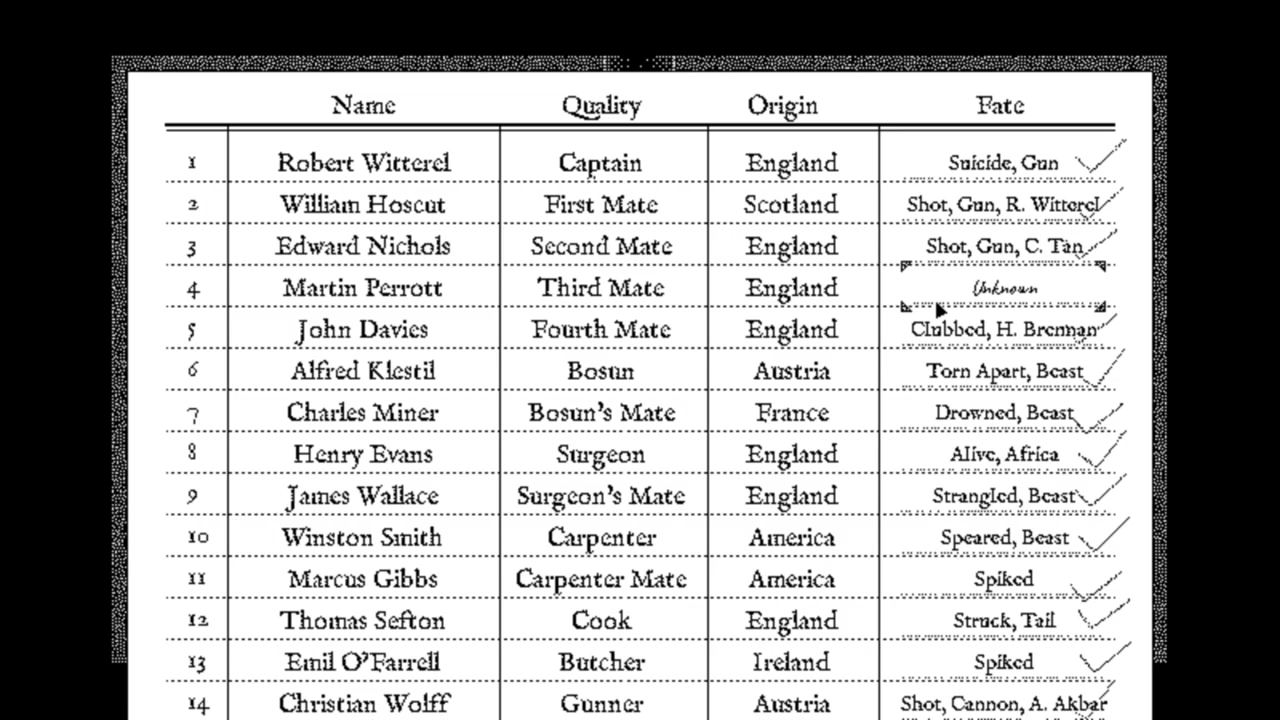 Name Quality Origin Fate
1 Robert Witterel Captain England Suicide, Gun
2 William Hoscut First Mate Scotland Shot, Gun, R. Witterel
3 Edward Nichols Second Mate England Shot, Gun, C. Tan
4 Martin Perrott Third Mate England Unknown
5 John Davies Fourth Mate England Clubbed, H. Brennan
6 Alfred Klestil Bosun Austria Torn Apart, Beast
7 Charles Miner Bosun's Mate France Drowned, Beast
8 Henry Evans Surgeon England Alive, Africa
9 James Wallace Surgeon's Mate England Strangled, Beast
10 Winston Smith Carpenter America Speared, Beast
11 Marcus Gibbs Carpenter Mate America Spiked
12 Thomas Sefton Cook England Struck, Tail
13 Emil O'Farrell Butcher Ireland Spiked
14 Christian Wolff Gunner Austria Shot, Cannon, A. Akbar